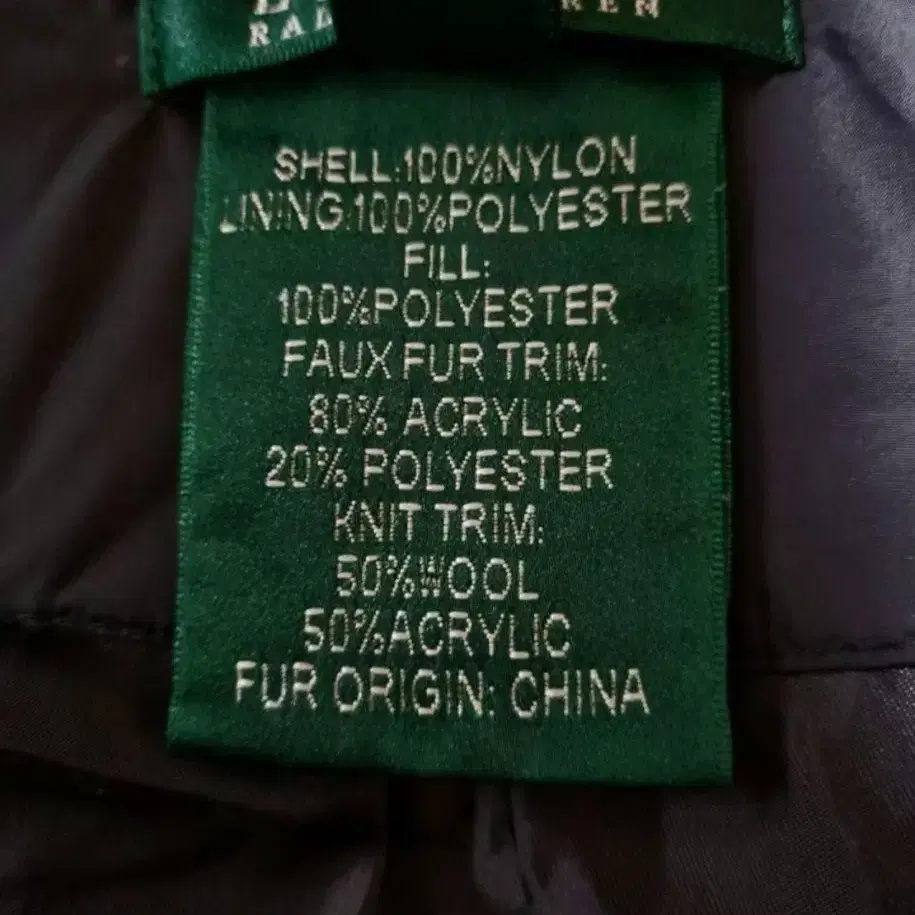 SHELL:100%NYLON
LINING:100%POLYESTER
FILL:
100%POLYESTER
FAUX FUR TRIM:
80% ACRYLIC
20% POLYESTER
KNIT TRIM:
50%WOOL
50%ACRYLIC
FUR ORIGIN: CHINA